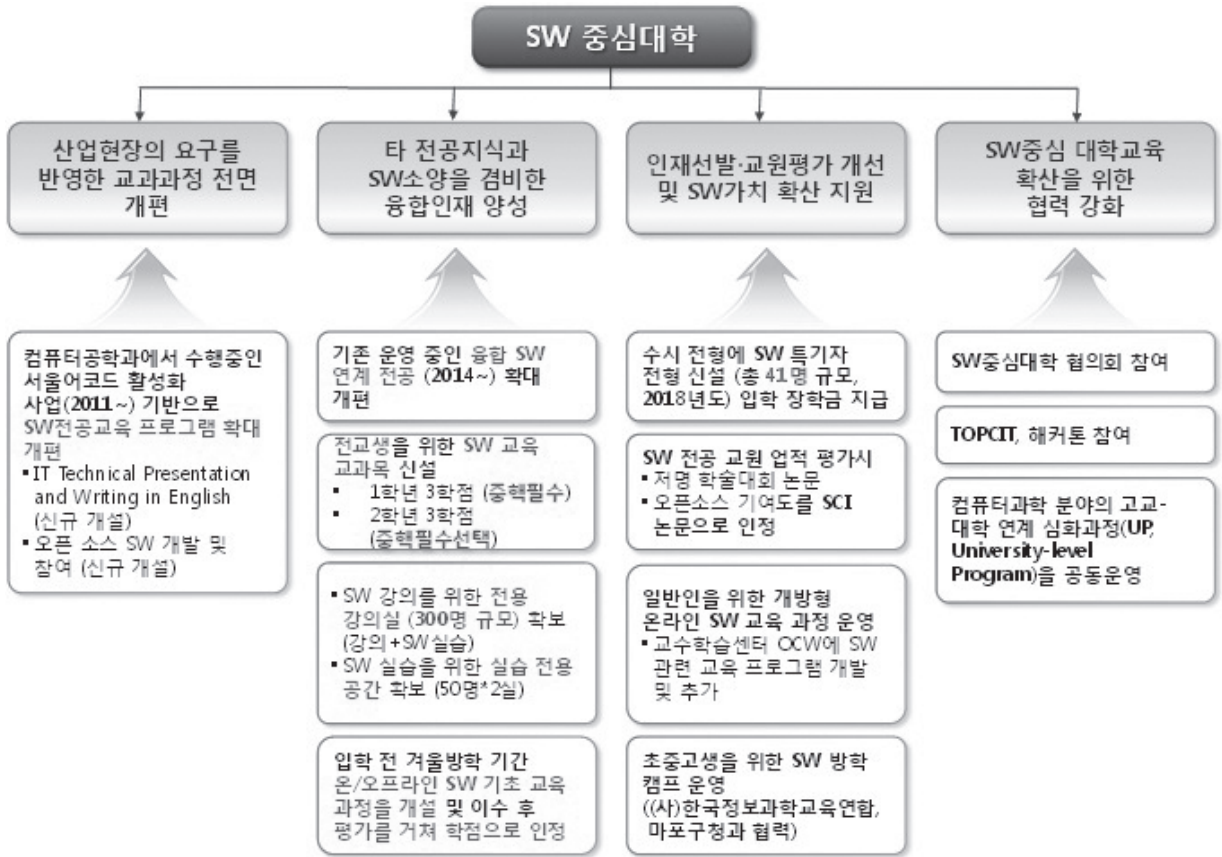 SW 중심대학
산업현장의 요구를
반영한 교과과정 전면
개편
타 전공지식과
SW소양을 겸비한
융합인재 양성
인재선발·교원평가 개선
및 SW가치 확산 지원
SW중심 대학교육
확산을 위한
협력 강화
컴퓨터공학과에서 수행중인
서울어코드 활성화
사업(2011~) 기반으로
SW전공교육 프로그램 확대
개편
▪ IT Technical Presentation
and Writing in English
(신규 개설)
▪ 오픈 소스 SW 개발 및
참여 (신규 개설)
기존 운영 중인 융합 SW
연계 전공 (2014~) 확대
개편
전교생을 위한 SW 교육
교과목 신설
▪ 1학년 3학점 (중핵필수)
▪ 2학년 3학점
(중핵필수선택)
▪ SW 강의를 위한 전용
강의실 (300명 규모) 확보
(강의+SW실습)
▪ SW 실습을 위한 실습 전용
공간 확보 (50명*2실)
입학 전 겨울방학 기간
온/오프라인 SW 기초 교육
과정을 개설 및 이수 후
평가를 거쳐 학점으로 인정
수시 전형에 SW 특기자
전형 신설 (총 41명 규모,
2018년도) 입학 장학금 지급
SW 전공 교원 업적 평가시
▪ 저명 학술대회 논문
▪ 오픈소스 기여도를 SCI
논문으로 인정
일반인을 위한 개방형
온라인 SW 교육 과정 운영
▪ 교수학습센터 OCW에 SW
관련 교육 프로그램 개발
및 추가
초중고생을 위한 SW 방학
캠프 운영
((사)한국정보과학교육연합,
마포구청과 협력)
SW중심대학 협의회 참여
TOPCIT, 해커톤 참여
컴퓨터과학 분야의 고교-
대학 연계 심화과정(UP,
University-level
Program)을 공동운영